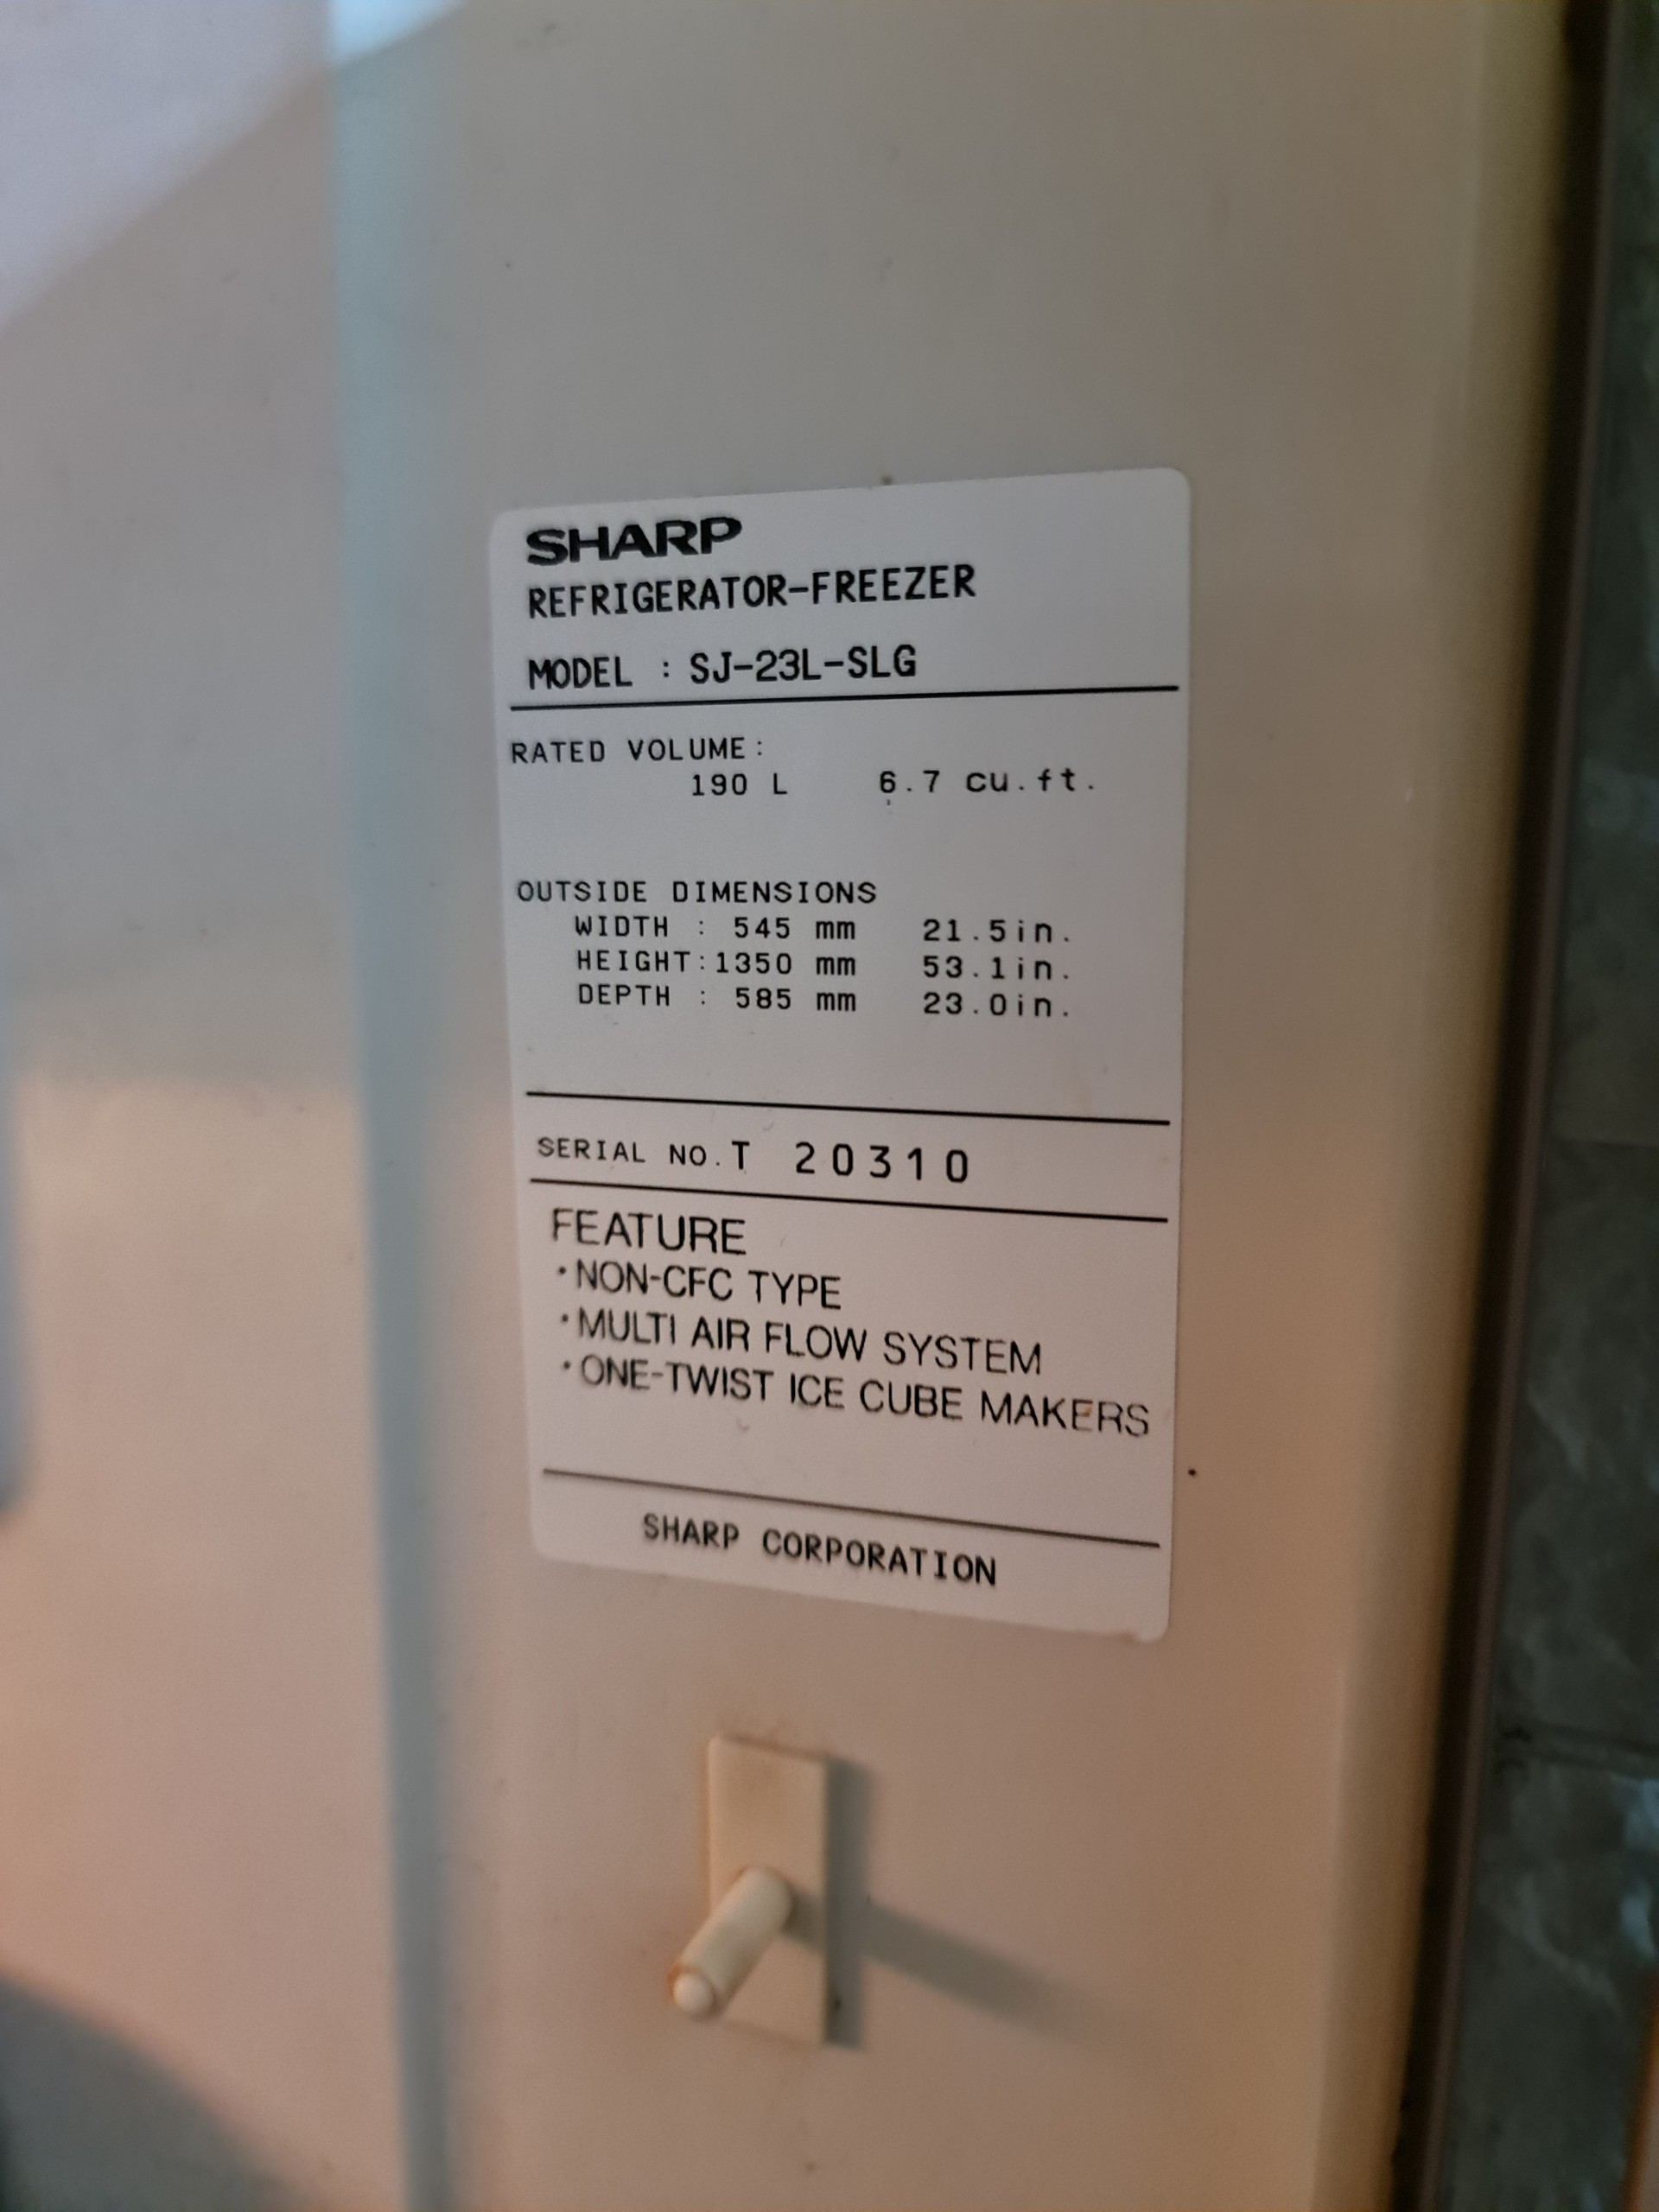 SHARP
REFRIGERATOR-FREEZER
MODEL : SJ-23L-SLG
RATED VOLUME:
190 L 6.7 cu.ft.
OUTSIDE DIMENSIONS
WIDTH : 545 mm 21.5in.
HEIGHT:1350 mm 53.1in.
DEPTH : 585 mm 23.0in.
SERIAL NO. T 20310
FEATURE
·NON-CFC TYPE
·MULTI AIR FLOW SYSTEM
·ONE-TWIST ICE CUBE MAKERS
SHARP CORPORATION